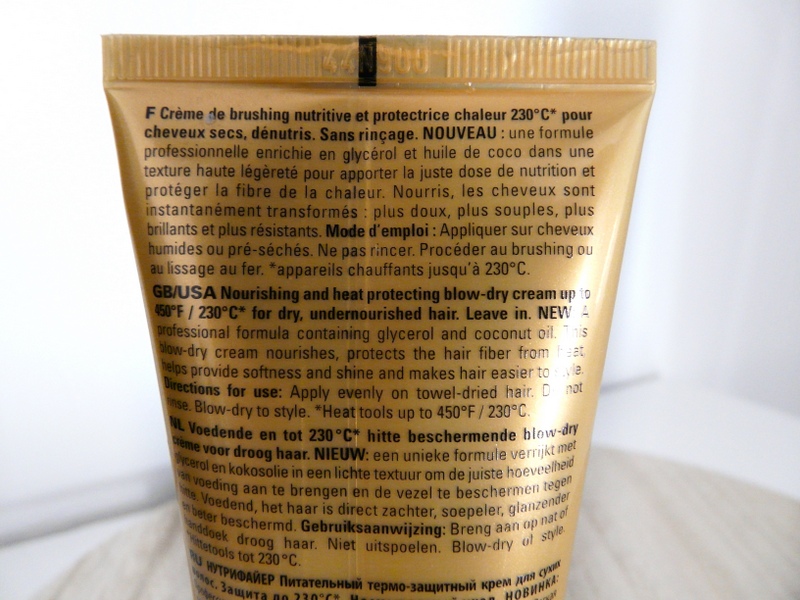 F Crème de brushing nutritive et protectrice chaleur 230°C* pour
cheveux secs, dénutris. Sans rinçage. NOUVEAU : une formule
professionnelle enrichie en glycérol et huile de coco dans une
texture haute légèreté pour apporter la juste dose de nutrition et
protéger la fibre de la chaleur. Nourris, les cheveux sont
instantanément transformés : plus doux, plus souples, plus
brillants et plus résistants. Mode d'emploi : Appliquer sur cheveux
humides ou pré-séchés. Ne pas rincer. Procéder au brushing ou
au lissage au fer. *appareils chauffants jusqu'à 230°C.
GB/USA Nourishing and heat protecting blow-dry cream up to
450°F / 230°C* for dry, undernourished hair. Leave in. NEW A
professional formula containing glycerol and coconut oil. This
blow-dry cream nourishes, protects the hair fiber from heat,
helps provide softness and shine and makes hair easier to style.
Directions for use: Apply evenly on towel-dried hair. Do not
rinse. Blow-dry to style. *Heat tools up to 450°F / 230°C.
NL Voedende en tot 230°C* hitte beschermende blow-dry
crème voor droog haar. NIEUW: een unieke formule verrijkt met
glycerol en kokosolie in een lichte textuur om de juiste hoeveelheid
aan voeding aan te brengen en de vezel te beschermen tegen
hitte. Voedend, het haar is direct zachter, soepeler, glanzender
en beter beschermd. Gebruiksaanwijzing: Breng aan op nat of
handdoek droog haar. Niet uitspoelen. Blow-dry of style.
*Hittetools tot 230°C.
RU НУТРИФАЙЕР Питательный термо-защитный крем для сухих
волос. Защита до 230°C*. НОВИНКА: